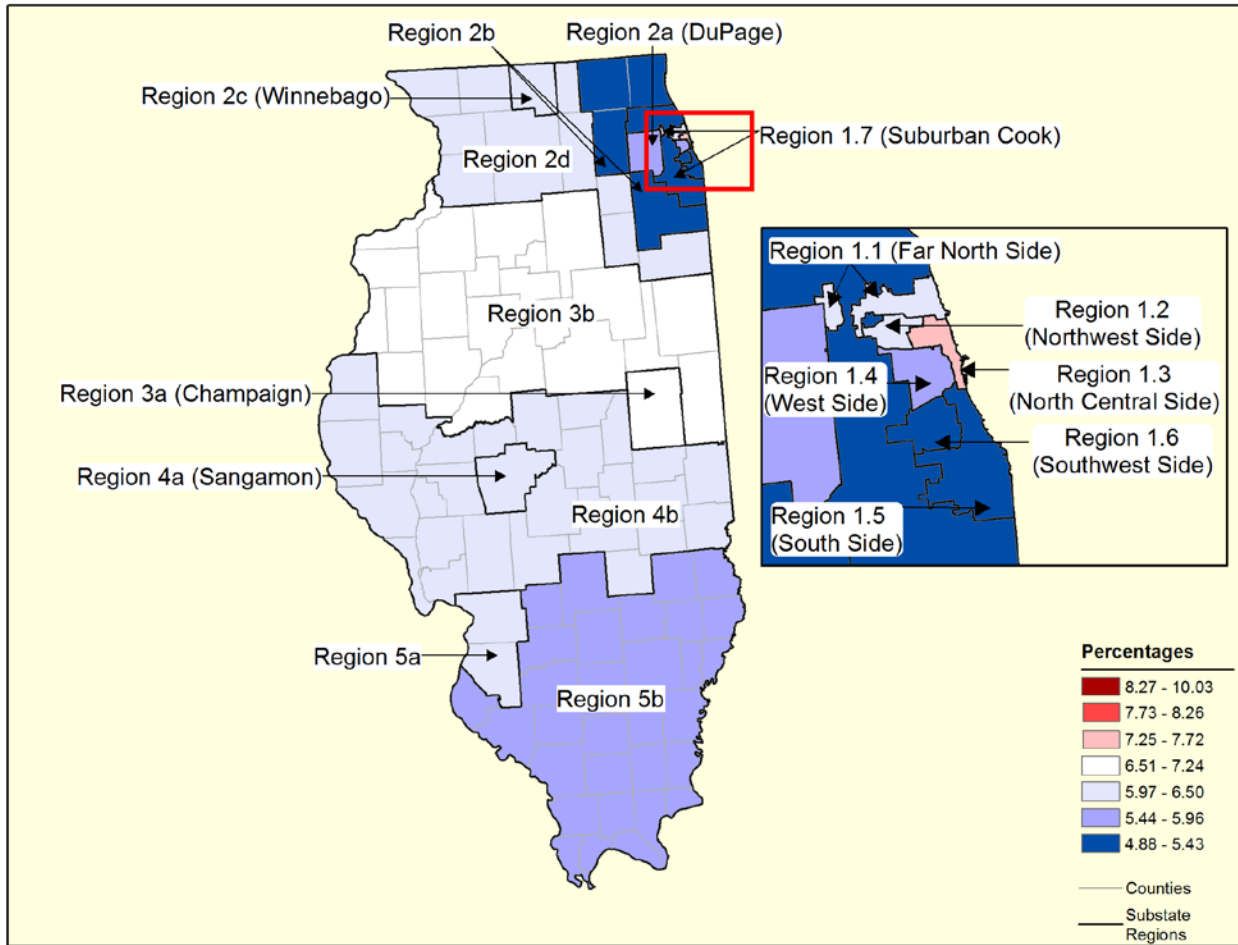 Region 2b
Region 2a (DuPage)
Region 2c (Winnebago)
Region 1.7 (Suburban Cook)
Region 2d
Region 1.1 (Far North Side)
Region 3b
Region 1.2
(Northwest Side)
Region 3a (Champaign)
Region 1.4
(West Side)
Region 1.3
(North Central Side)
Region 1.6
(Southwest Side)
Region 4a (Sangamon)
Region 4b
Region 1.5
(South Side)
Region 5a
Region 5b
Percentages
8.27 - 10.03
7.73 - 8.26
7.25 - 7.72
6.51 - 7.24
5.97 - 6.50
5.44 - 5.96
4.88 - 5.43
Counties
Substate
Regions